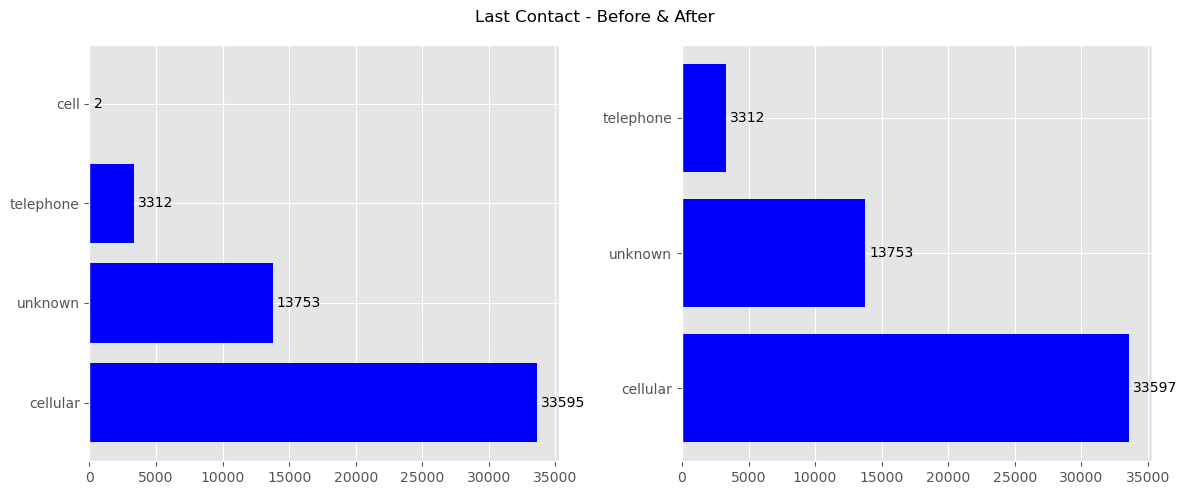 Last Contact - Before & After
cell
2
telephone
3312
unknown
13753
cellular
33595
0 5000 10000 15000 20000 25000 30000 35000
telephone
3312
unknown
13753
cellular
33597
0 5000 10000 15000 20000 25000 30000 35000